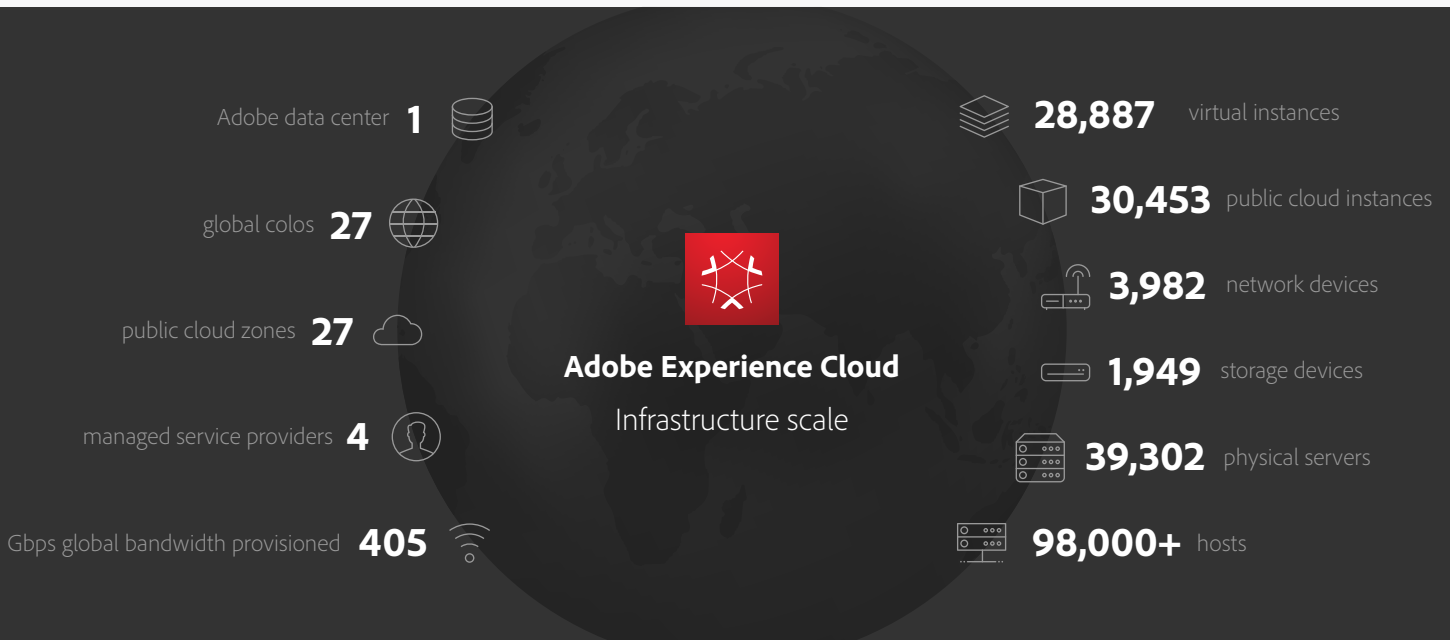 Adobe data center 1
global colos 27
public cloud zones 27
managed service providers 4
Gbps global bandwidth provisioned 405
Adobe Experience Cloud
Infrastructure scale
28,887 virtual instances
30,453 public cloud instances
3,982 network devices
1,949 storage devices
39,302 physical servers
98,000+ hosts